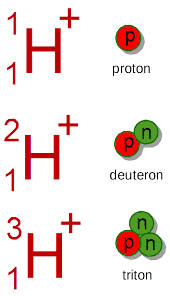 1
1 H +
p
proton
2
1 H +
p n
deuteron
3
1 H +
n
p n
triton